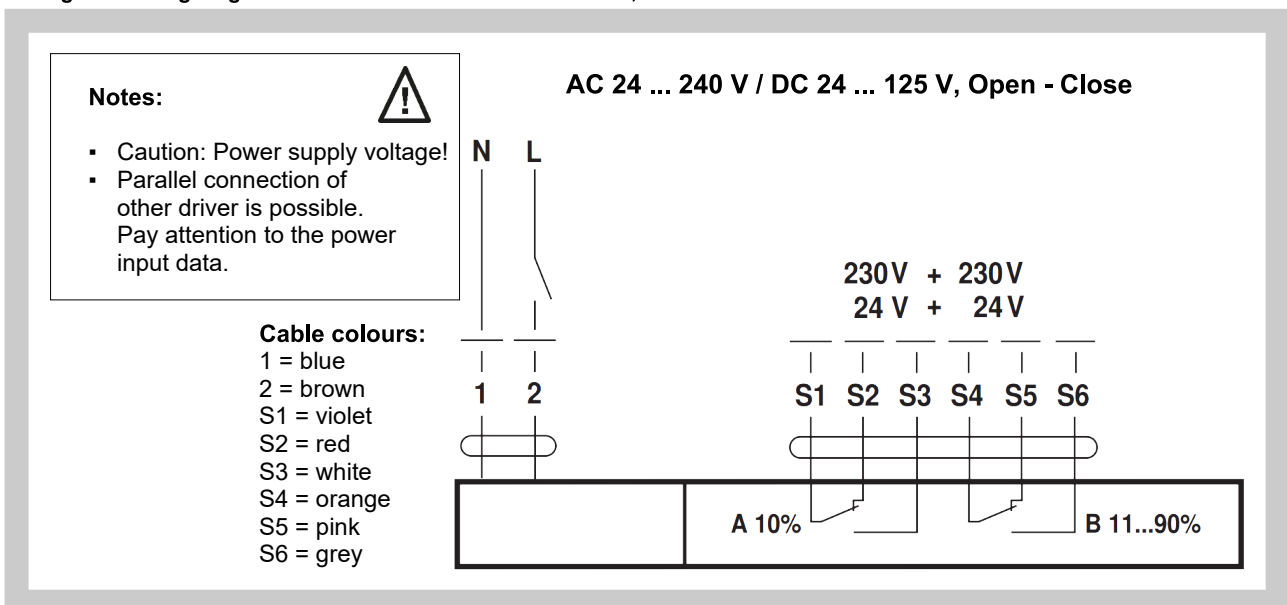 Notes:
AC 24 ... 240 V / DC 24 ... 125 V, Open - Close
▪ Caution: Power supply voltage!
▪ Parallel connection of
other driver is possible.
Pay attention to the power
input data.
N L
230 V + 230 V
24 V + 24 V
Cable colours:
1 = blue
2 = brown
S1 = violet
S2 = red
S3 = white
S4 = orange
S5 = pink
S6 = grey
1 2
S1 S2 S3 S4 S5 S6
A 10%
B 11...90%